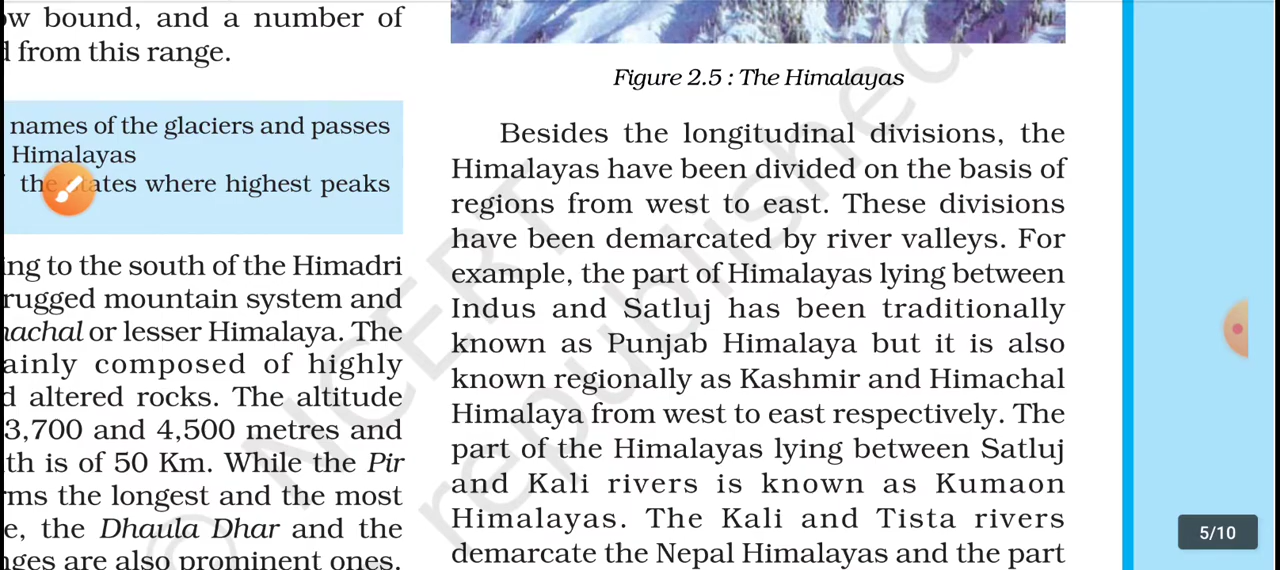 ow bound, and a number of
d from this range.
names of the glaciers and passes
Himalayas
the states where highest peaks
ing to the south of the Himadri
rugged mountain system and
machal or lesser Himalaya. The
ainly composed of highly
d altered rocks. The altitude
3,700 and 4,500 metres and
th is of 50 Km. While the Pir
rms the longest and the most
e, the Dhaula Dhar and the
nges are also prominent ones.
Figure 2.5 : The Himalayas
Besides the longitudinal divisions, the
Himalayas have been divided on the basis of
regions from west to east. These divisions
have been demarcated by river valleys. For
example, the part of Himalayas lying between
Indus and Satluj has been traditionally
known as Punjab Himalaya but it is also
known regionally as Kashmir and Himachal
Himalaya from west to east respectively. The
part of the Himalayas lying between Satluj
and Kali rivers is known as Kumaon
Himalayas. The Kali and Tista rivers
demarcate the Nepal Himalayas and the part
© NCERT
republished
5/10